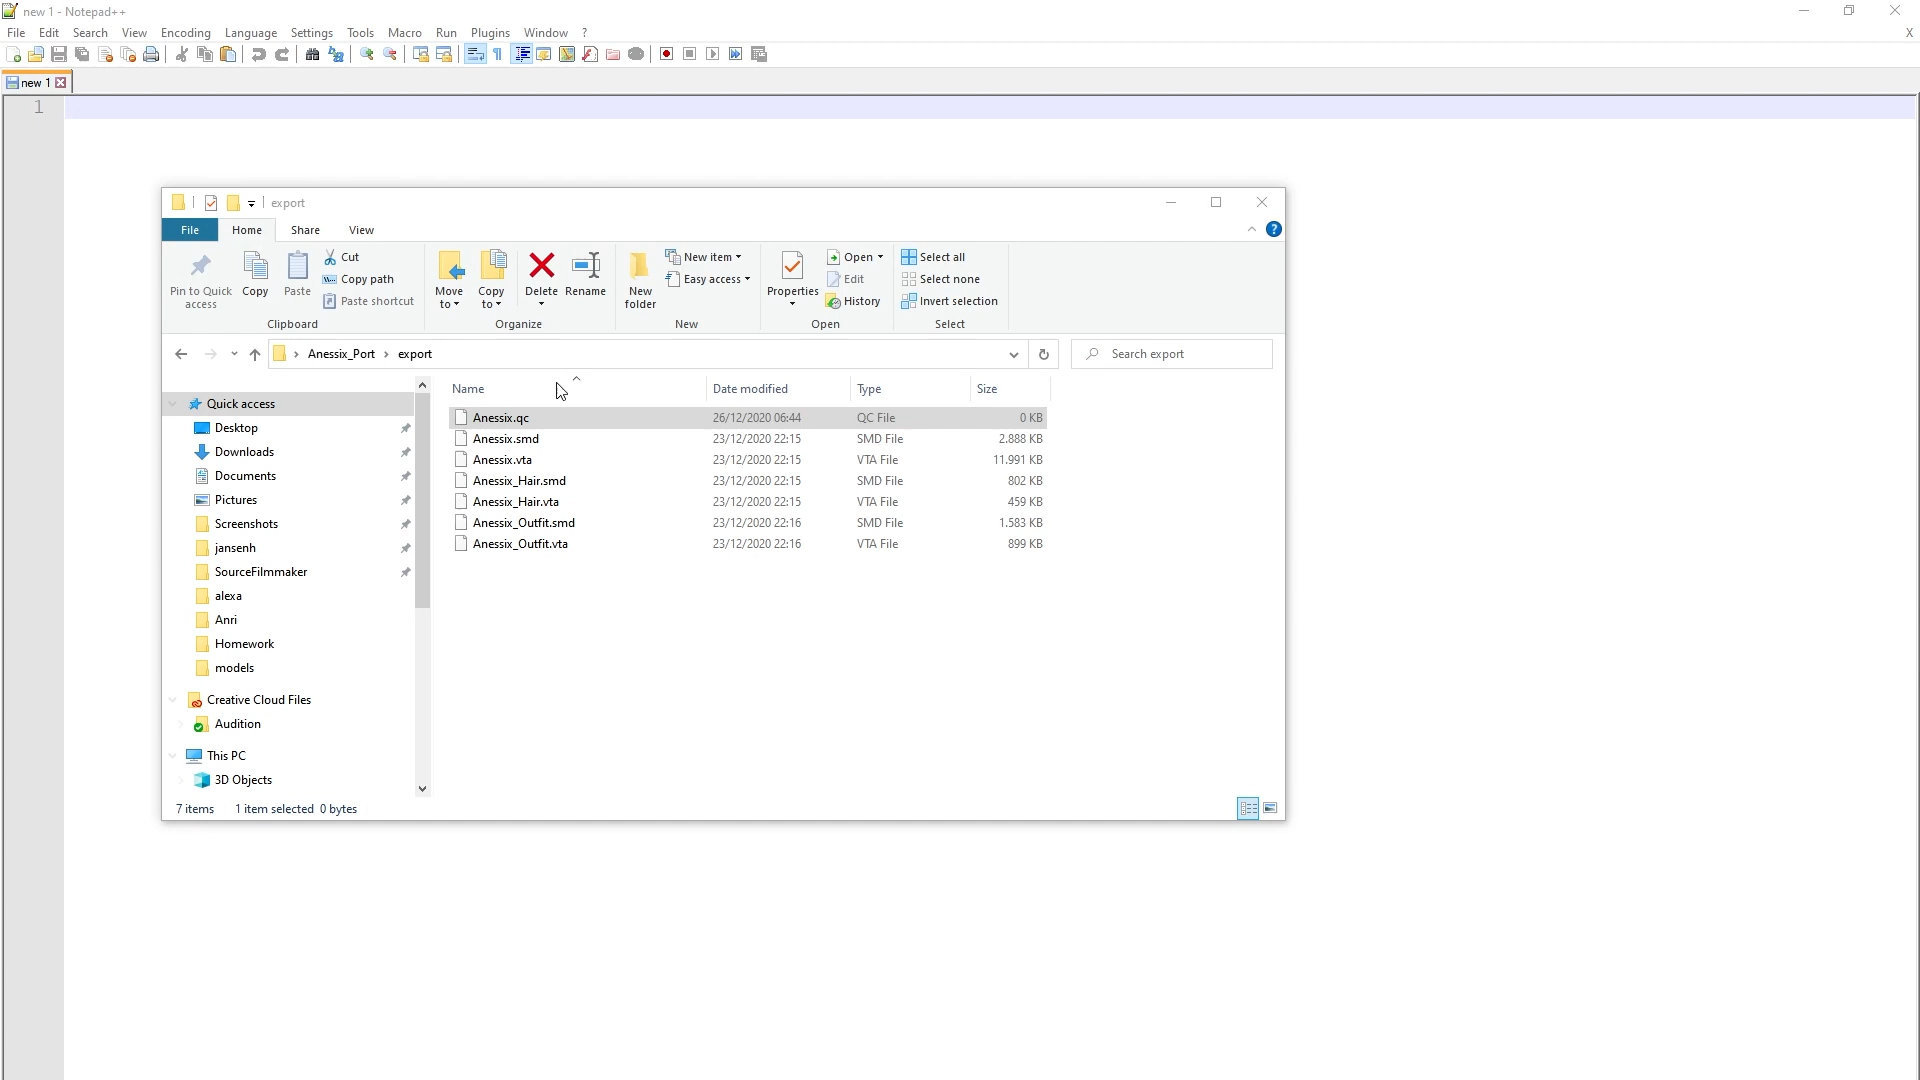 new 1 - Notepad++
File Edit Search View Encoding Language Settings Tools Macro Run Plugins Window ? X
new 1
1
export
File Home Share View
Pin to Quick access
Copy
Paste
Cut
Copy path
Paste shortcut
Clipboard
Move to
Copy to
Delete
Rename
Organize
New folder
New item
Easy access
New
Properties
Open
Edit
History
Open
Select all
Select none
Invert selection
Select
Anessix_Port › export
Search export
Quick access
Desktop
Downloads
Documents
Pictures
Screenshots
jansenh
SourceFilmmaker
alexa
Anri
Homework
models
Creative Cloud Files
Audition
This PC
3D Objects
Name Date modified Type Size
Anessix.qc 26/12/2020 06:44 QC File 0 KB
Anessix.smd 23/12/2020 22:15 SMD File 2.888 KB
Anessix.vta 23/12/2020 22:15 VTA File 11.991 KB
Anessix_Hair.smd 23/12/2020 22:15 SMD File 802 KB
Anessix_Hair.vta 23/12/2020 22:15 VTA File 459 KB
Anessix_Outfit.smd 23/12/2020 22:16 SMD File 1.583 KB
Anessix_Outfit.vta 23/12/2020 22:16 VTA File 899 KB
7 items 1 item selected 0 bytes